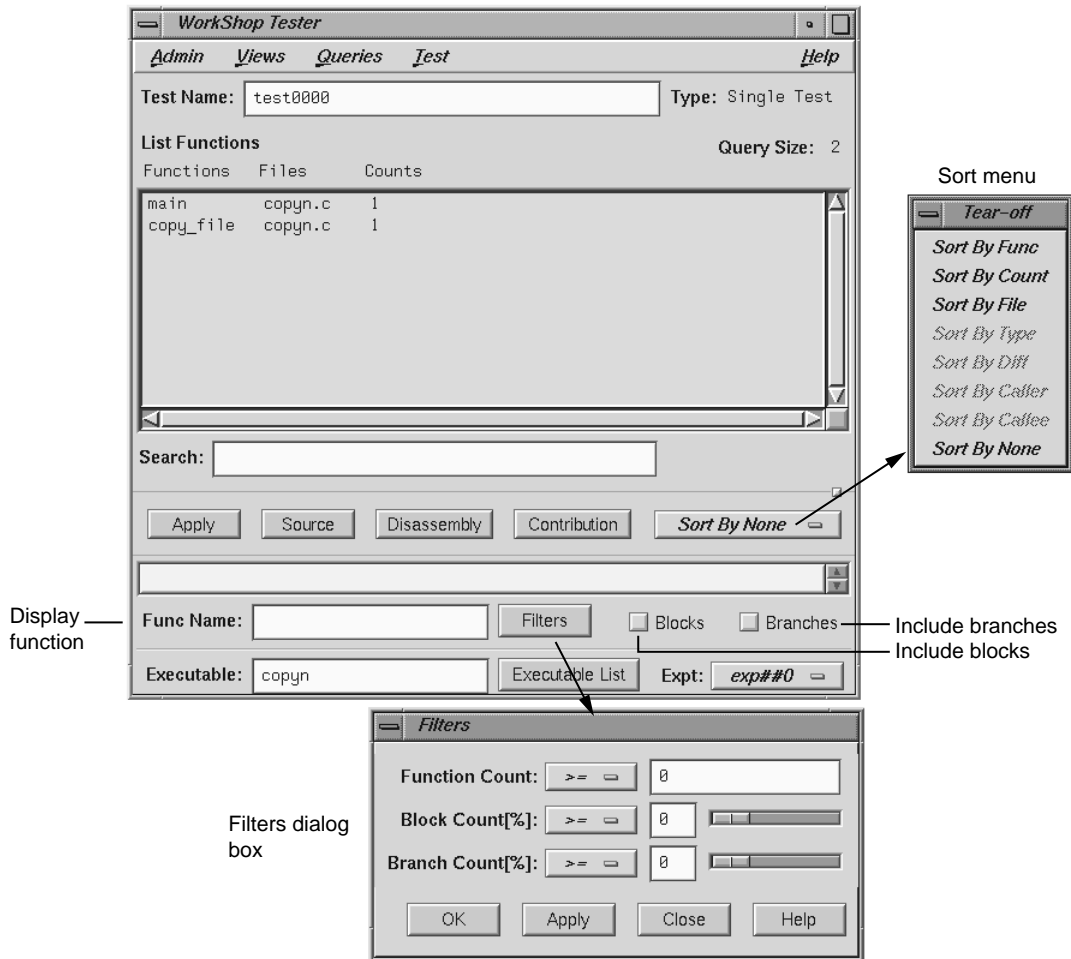 WorkShop Tester
Admin Views Queries Test Help
Test Name: test0000 Type: Single Test
List Functions
Query Size: 2
Functions Files Counts
main copyn.c 1
copy_file copyn.c 1
Sort menu
Tear-off
Sort By Func
Sort By Count
Sort By File
Sort By Type
Sort By Diff
Sort By Caller
Sort By Callee
Sort By None
Search:
Apply Source Disassembly Contribution Sort By None
Display function
Func Name: Filters Blocks Branches
Include branches
Include blocks
Executable: copyn Executable List Expt: exp##0
Filters dialog box
Filters
Function Count: >= 0
Block Count[%]: >= 0
Branch Count[%]: >= 0
OK Apply Close Help